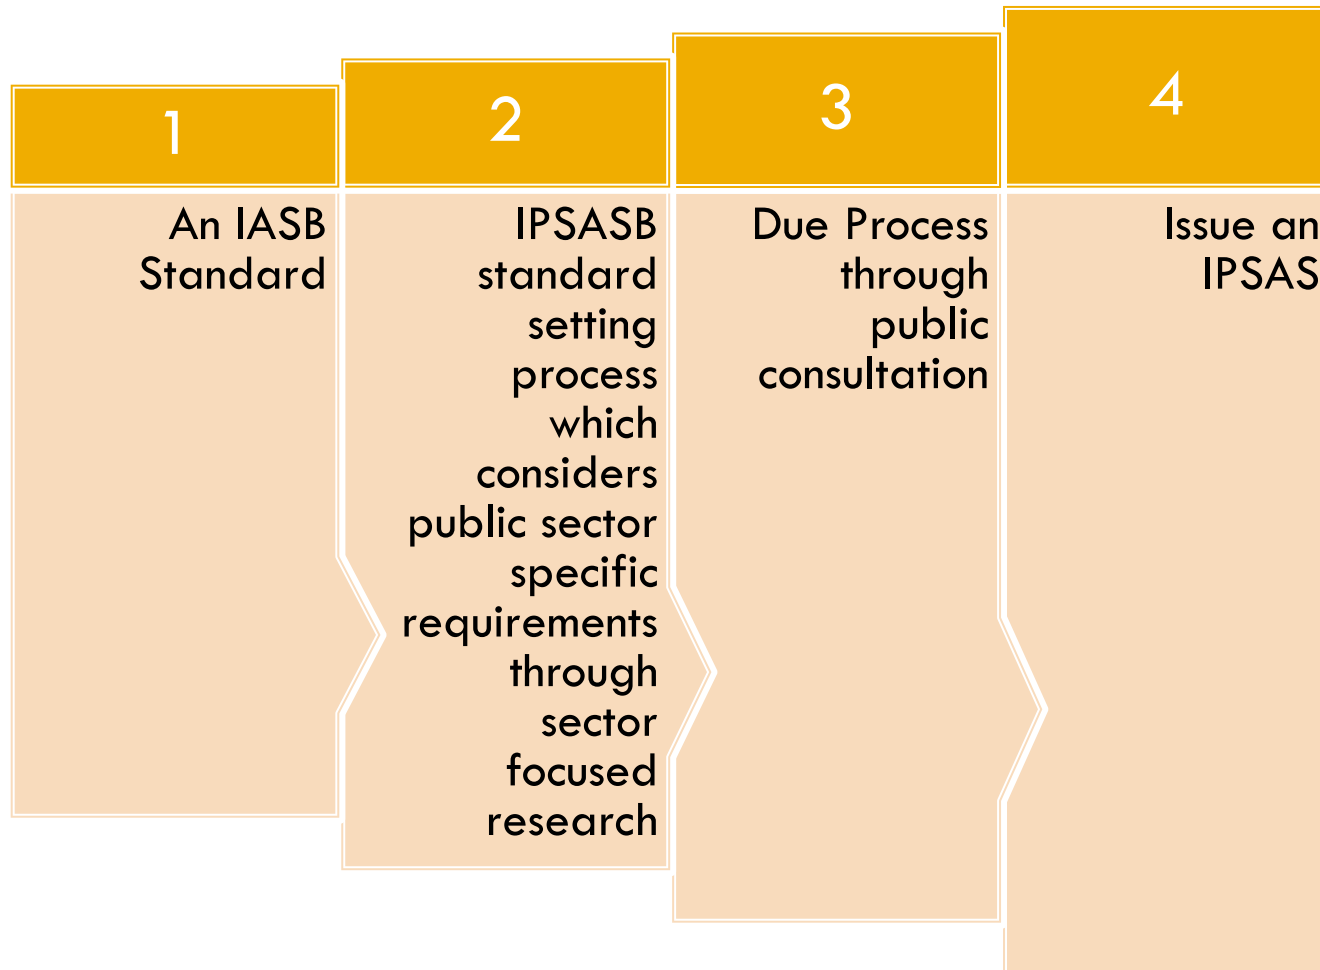 1
An IASB
Standard
2
IPSASB
standard
setting
process
which
considers
public sector
specific
requirements
through
sector
focused
research
3
Due Process
through
public
consultation
4
Issue an
IPSAS